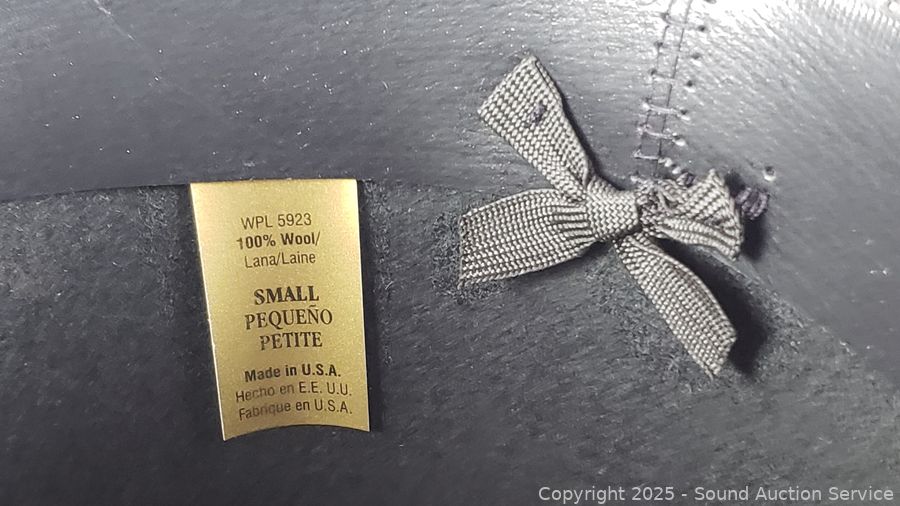 WPL 5923
100% Wool/
Lana/Laine
SMALL
PEQUEÑO
PETITE
Made in U.S.A.
Hecho en E.E. U.U.
Fabrique en U.S.A.
Copyright © 2025 - Sound Auction Service